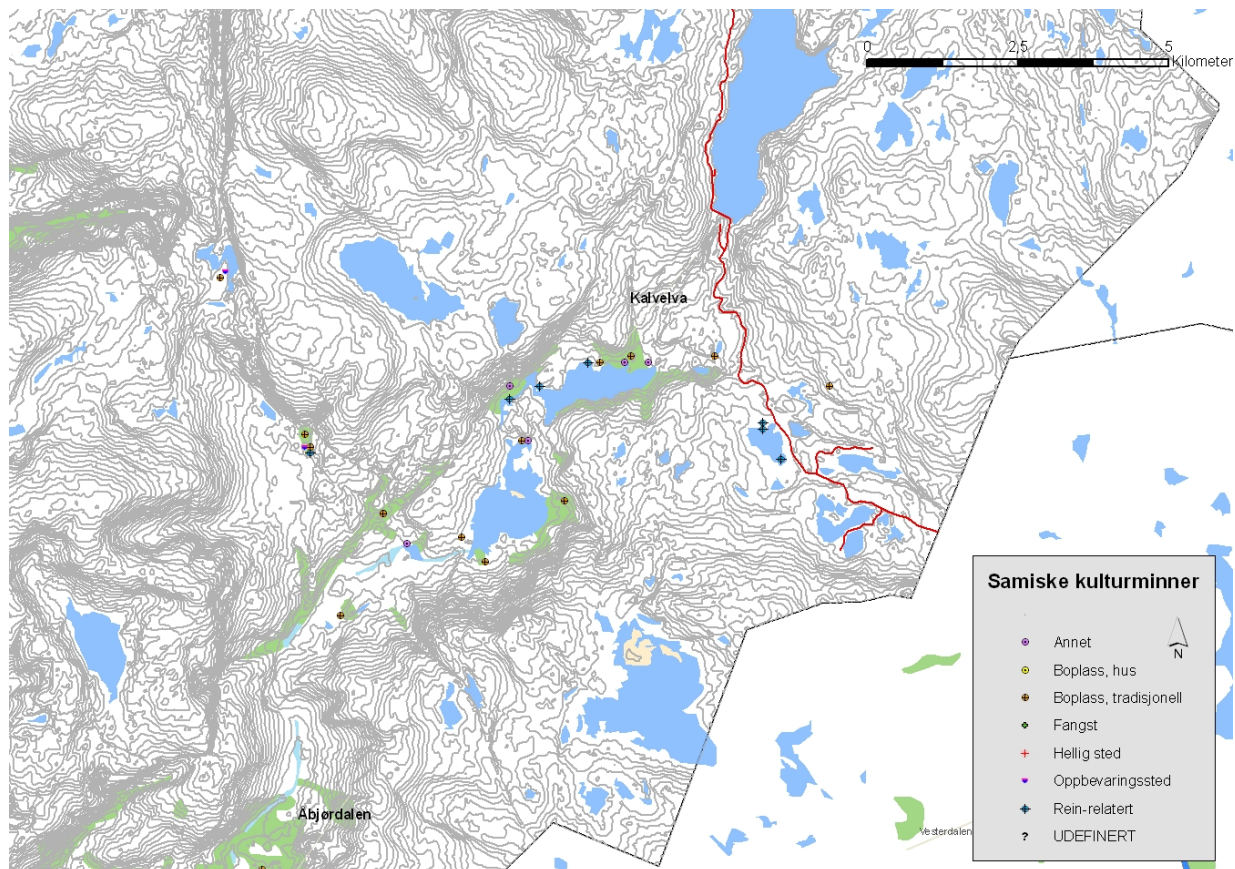 0 2,5 5
Kilometer
Kalvelva
Åbjørdalen
Vesterdalen
Samiske kulturminner
N
Annet
Boplass, hus
Boplass, tradisjonell
Fangst
Hellig sted
Oppbevaringssted
Rein-relatert
? UDEFINERT